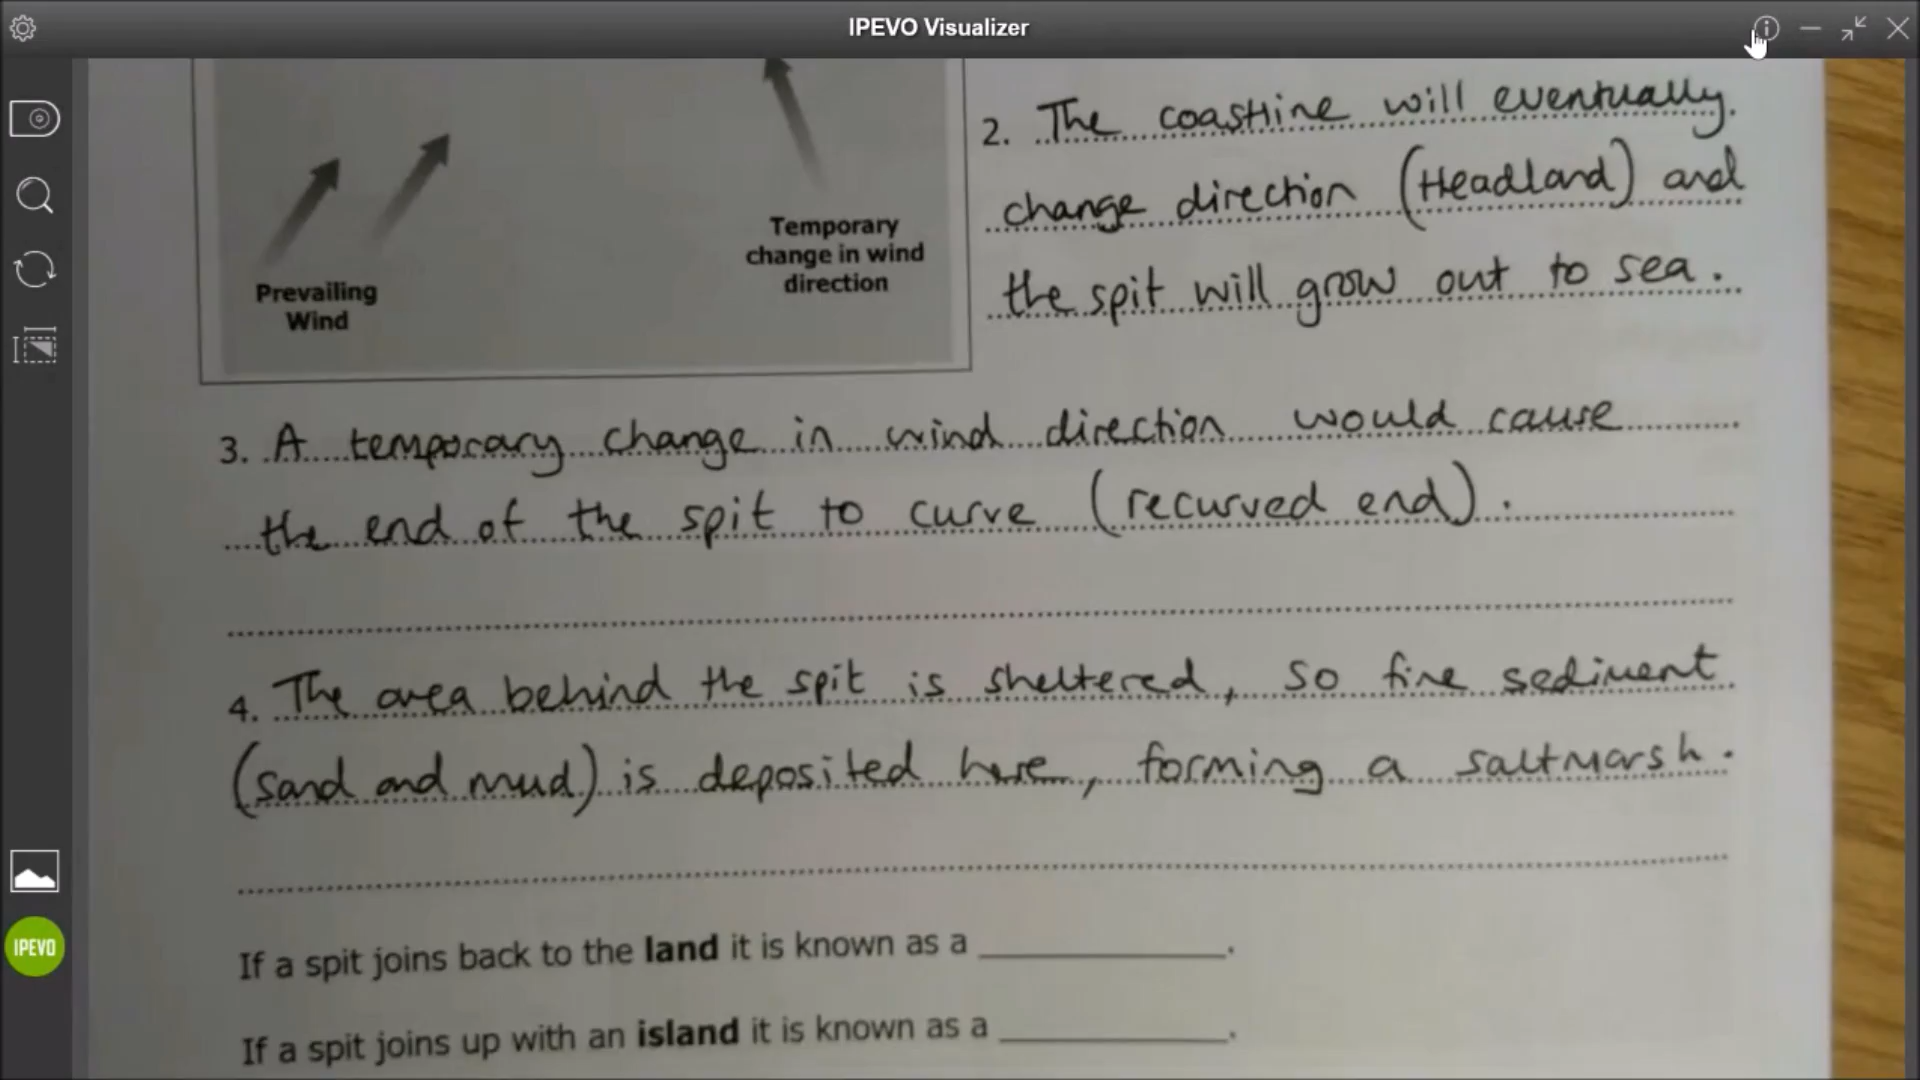 IPEVO Visualizer
2. The coastline will eventually
change direction (Headland) and
the spit will grow out to sea.
Prevailing
Wind
Temporary
change in wind
direction
3. A temporary change in wind direction would cause
the end of the spit to curve (recurved end).
4. The area behind the spit is sheltered, so fine sediment
(sand and mud) is deposited here, forming a saltmarsh.
If a spit joins back to the land it is known as a ____________.
If a spit joins up with an island it is known as a ____________.
IPEVO